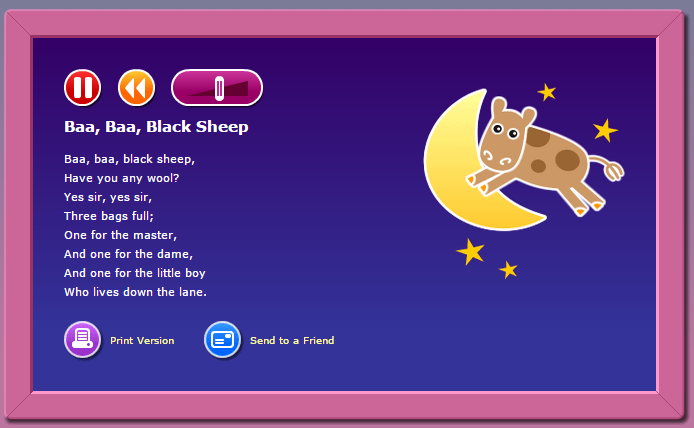 Baa, Baa, Black Sheep
Baa, baa, black sheep,
Have you any wool?
Yes sir, yes sir,
Three bags full;
One for the master,
And one for the dame,
And one for the little boy
Who lives down the lane.
Print Version
Send to a Friend